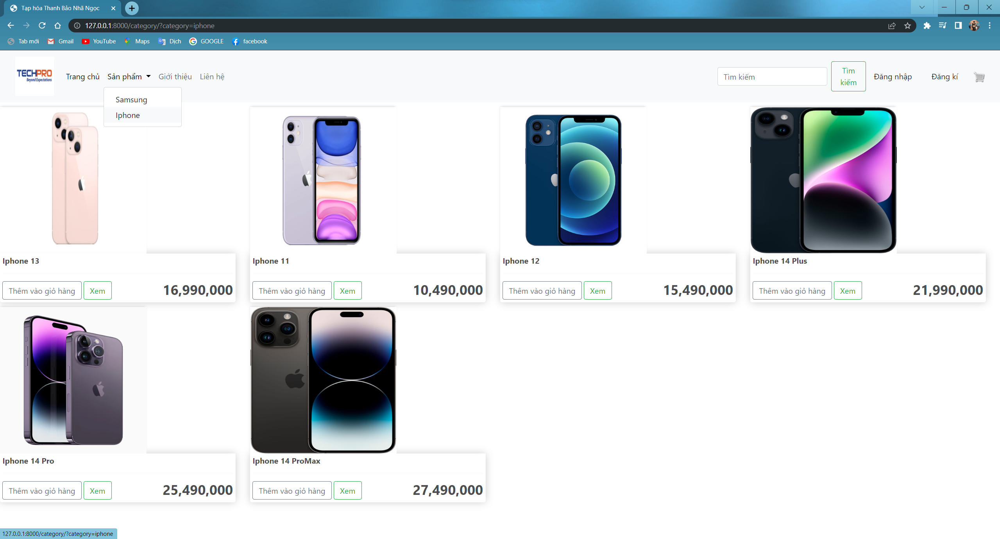 Tạp hóa Thanh Bảo Nhã Ngọc
127.0.0.1:8000/category/?category=iphone
Tab mới Gmail YouTube Maps Dịch GOOGLE facebook
TECHPRO
Beyond Expectations
Trang chủ Sản phẩm Giới thiệu Liên hệ
Tìm kiếm
Tìm
kiếm
Đăng nhập Đăng kí
Samsung
Iphone
Iphone 13
Thêm vào giỏ hàng Xem 16,990,000
Iphone 11
Thêm vào giỏ hàng Xem 10,490,000
Iphone 12
Thêm vào giỏ hàng Xem 15,490,000
Iphone 14 Plus
Thêm vào giỏ hàng Xem 21,990,000
Iphone 14 Pro
Thêm vào giỏ hàng Xem 25,490,000
Iphone 14 ProMax
Thêm vào giỏ hàng Xem 27,490,000
127.0.0.1:8000/category/?category=iphone